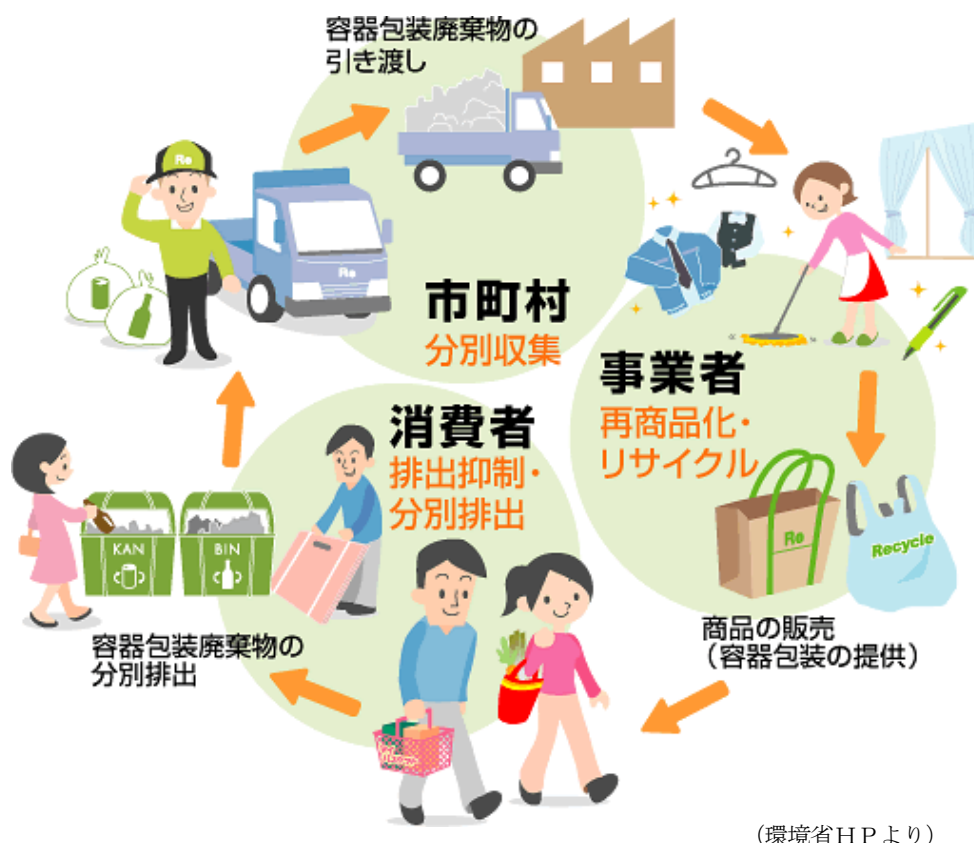 容器包装廃棄物の
引き渡し
Re
Re
市町村
分別収集
事業者
再商品化・
リサイクル
消費者
排出抑制・
分別排出
KAN
BIN
Re
Recycle
容器包装廃棄物の
分別排出
商品の販売
(容器包装の提供)
(環境省HPより)